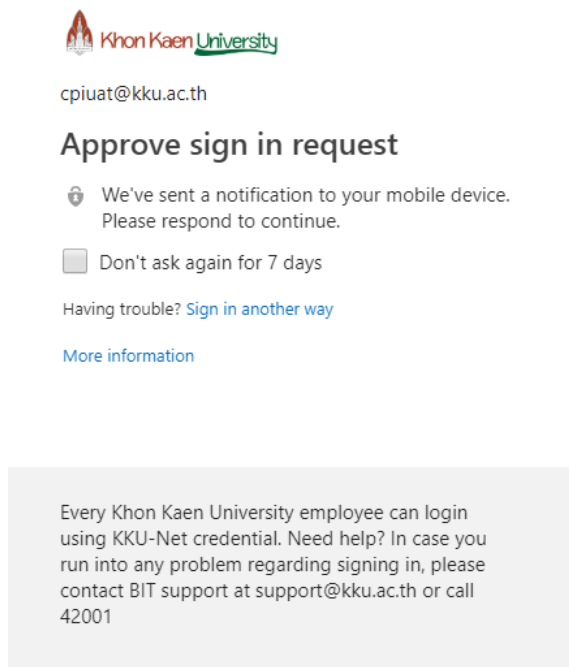 Khon Kaen University
cpiuat@kku.ac.th
Approve sign in request
We've sent a notification to your mobile device.
Please respond to continue.
Don't ask again for 7 days
Having trouble? Sign in another way
More information
Every Khon Kaen University employee can login
using KKU-Net credential. Need help? In case you
run into any problem regarding signing in, please
contact BIT support at support@kku.ac.th or call
42001